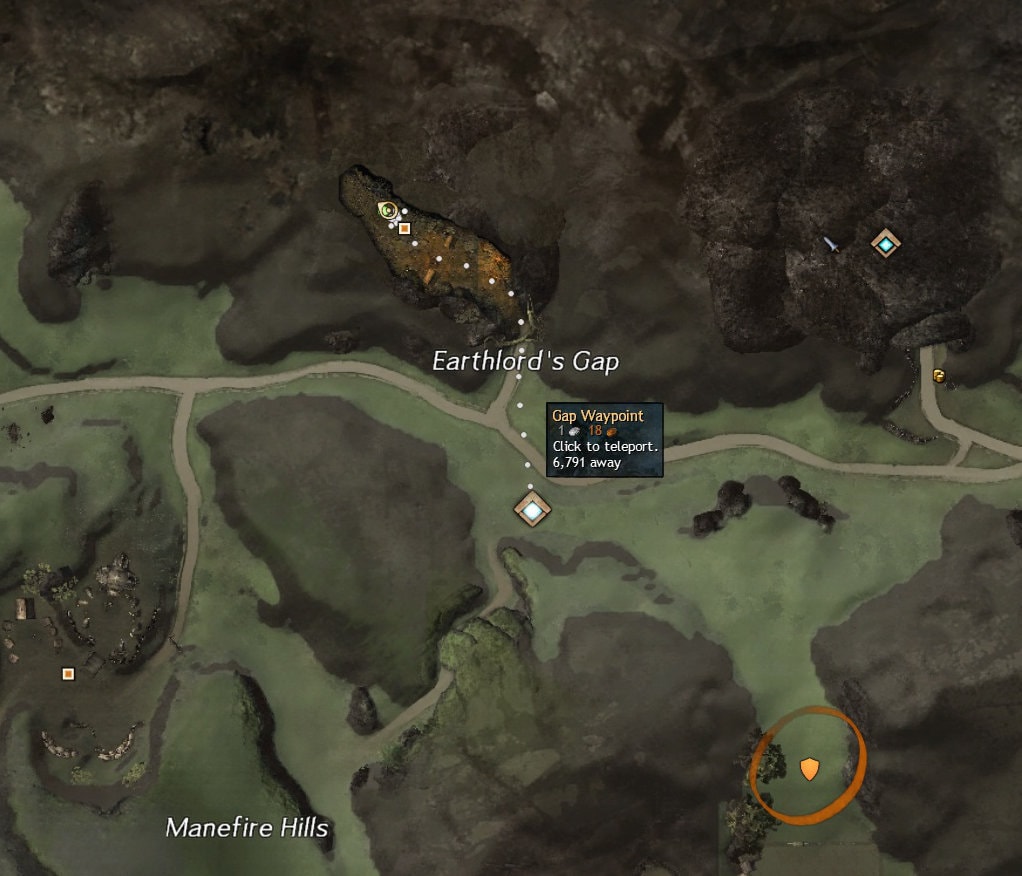 Earthlord's Gap
Gap Waypoint
1 18
Click to teleport.
6,791 away
Manefire Hills